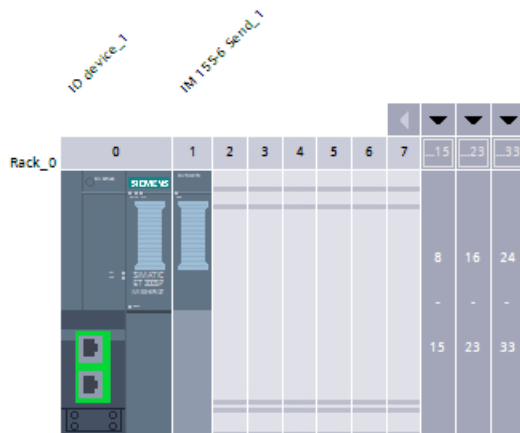 IO device_1
IM 155-6 Send_1
...15 ...23 ...33
Rack_0 0 1 2 3 4 5 6 7
SIEMENS
8 16 24
- - -
SIMATIC
ET 200SP
15 23 33